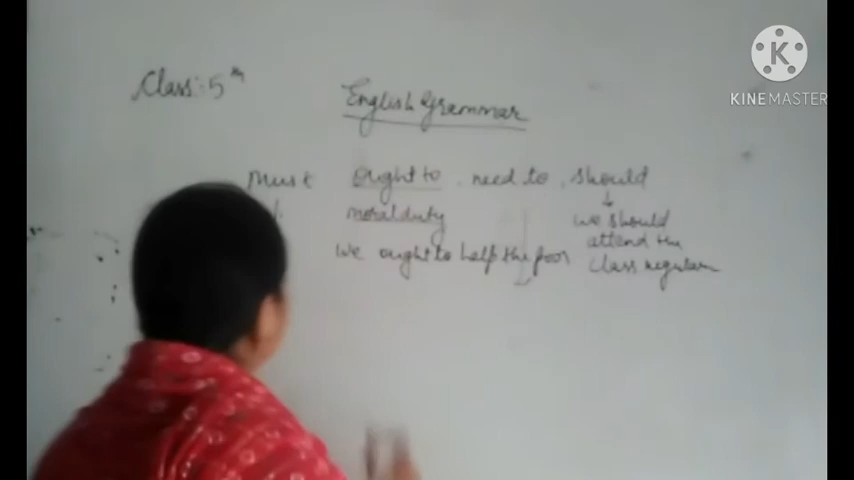 Class:- 5th
English Grammar
Must ought to, need to, should
moral duty
we should
attend the
We ought to help the poor
class regular
KINEMASTER